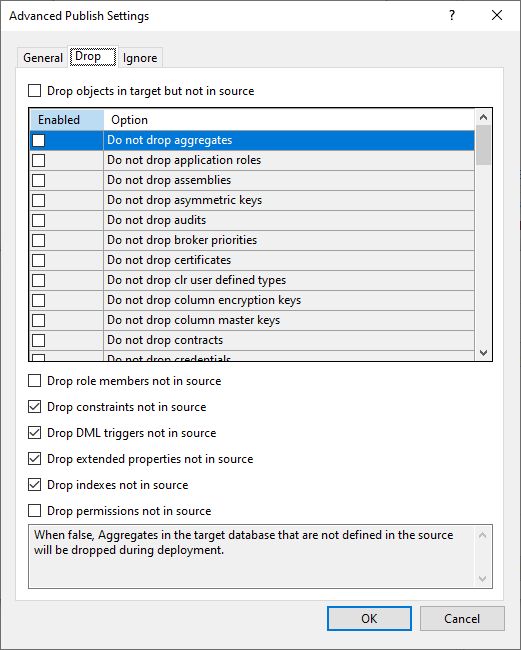 Advanced Publish Settings
? 
General Drop Ignore
Drop objects in target but not in source
Enabled Option
Do not drop aggregates
Do not drop application roles
Do not drop assemblies
Do not drop asymmetric keys
Do not drop audits
Do not drop broker priorities
Do not drop certificates
Do not drop clr user defined types
Do not drop column encryption keys
Do not drop column master keys
Do not drop contracts
Do not drop credentials
Drop role members not in source
Drop constraints not in source
Drop DML triggers not in source
Drop extended properties not in source
Drop indexes not in source
Drop permissions not in source
When false, Aggregates in the target database that are not defined in the source
will be dropped during deployment.
OK Cancel